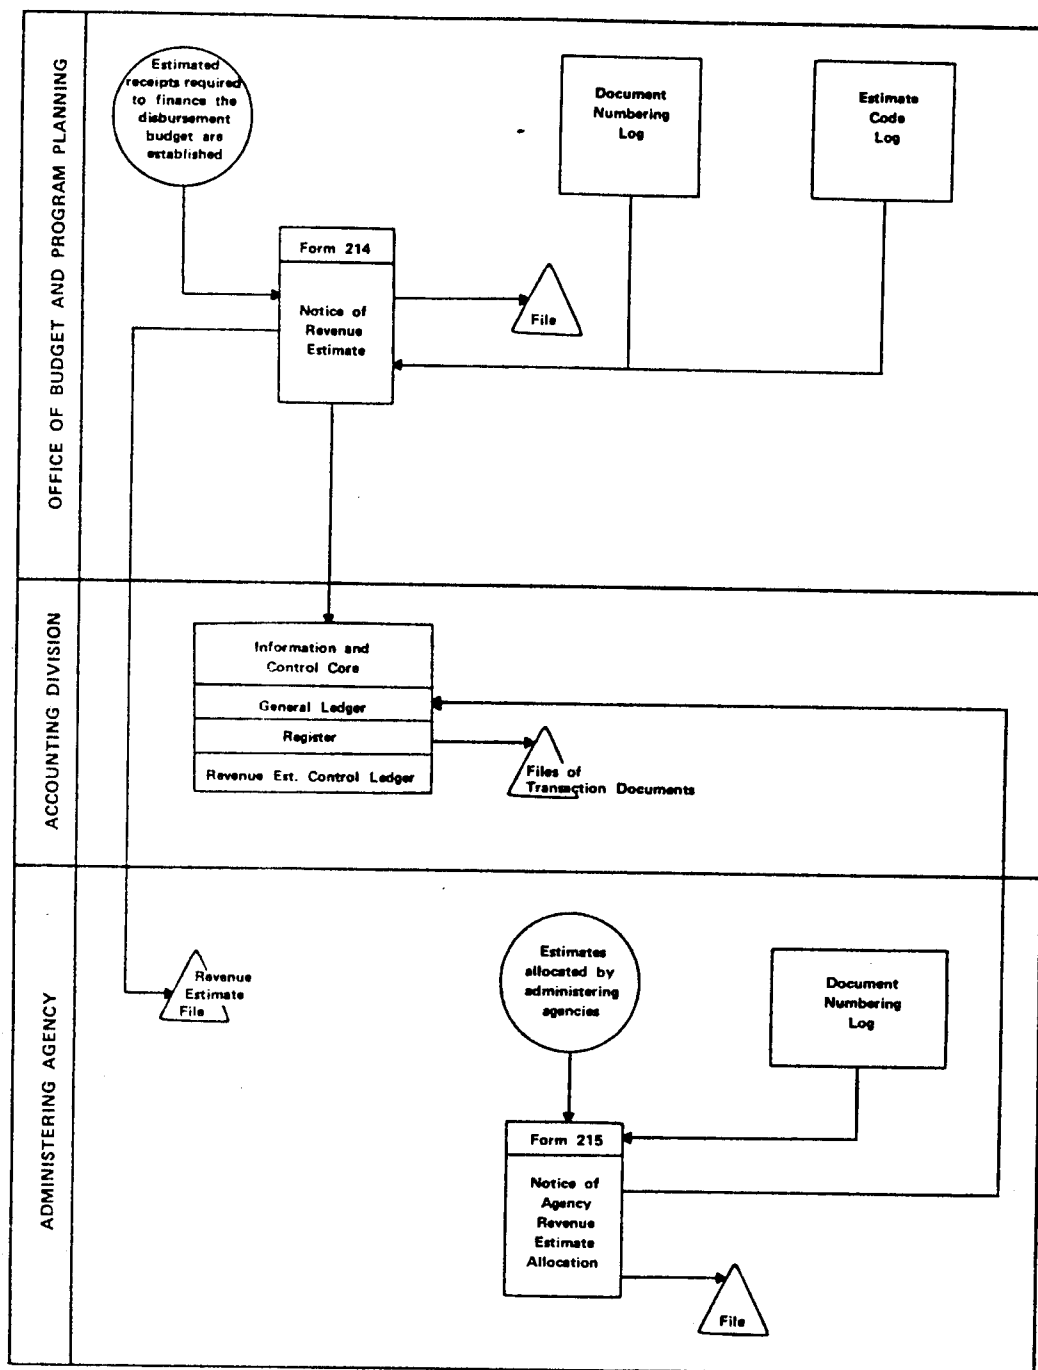 OFFICE OF BUDGET AND PROGRAM PLANNING
Estimated
receipts required
to finance the
disbursement
budget are
established
Document
Numbering
Log
Estimate
Code
Log
Form 214
Notice of
Revenue
Estimate
File
ACCOUNTING DIVISION
Information and
Control Core
General Ledger
Register
Revenue Est. Control Ledger
Files of
Transaction Documents
ADMINISTERING AGENCY
Revenue
Estimate
File
Estimates
allocated by
administering
agencies
Document
Numbering
Log
Form 215
Notice of
Agency
Revenue
Estimate
Allocation
File